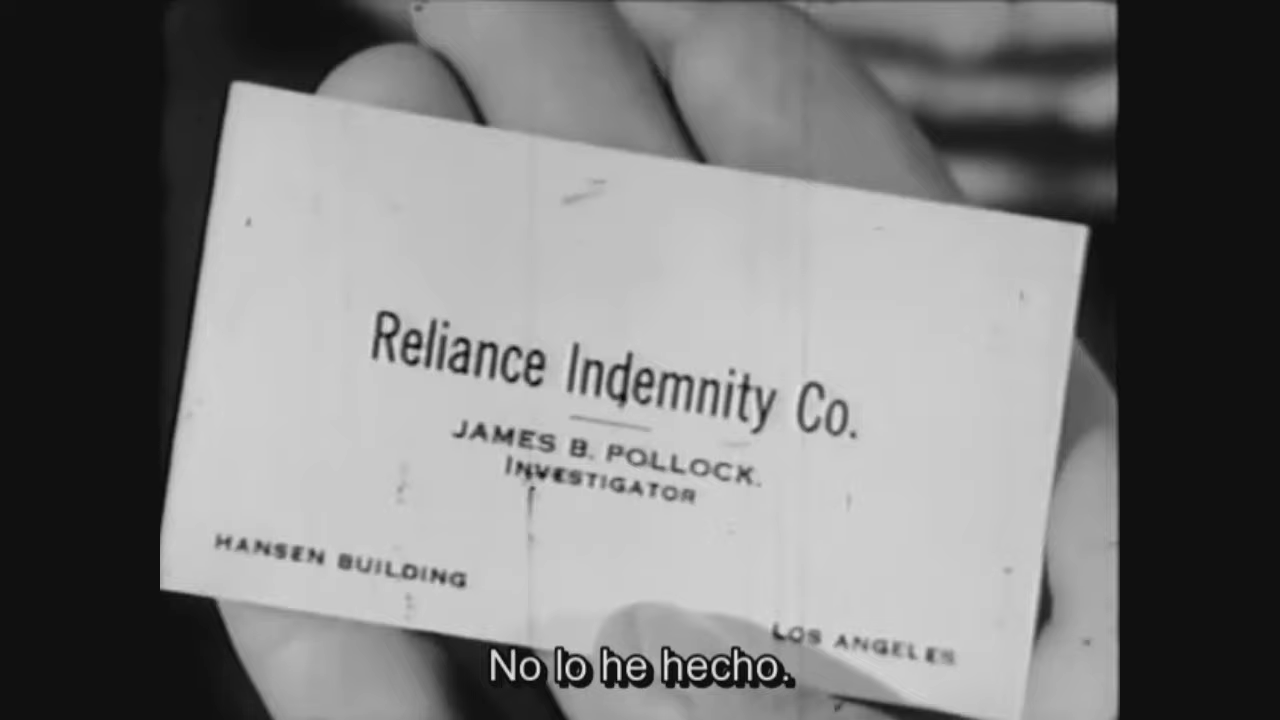 Reliance Indemnity Co.
JAMES B. POLLOCK.
INVESTIGATOR
HANSEN BUILDING
LOS ANGELES
No lo he hecho.